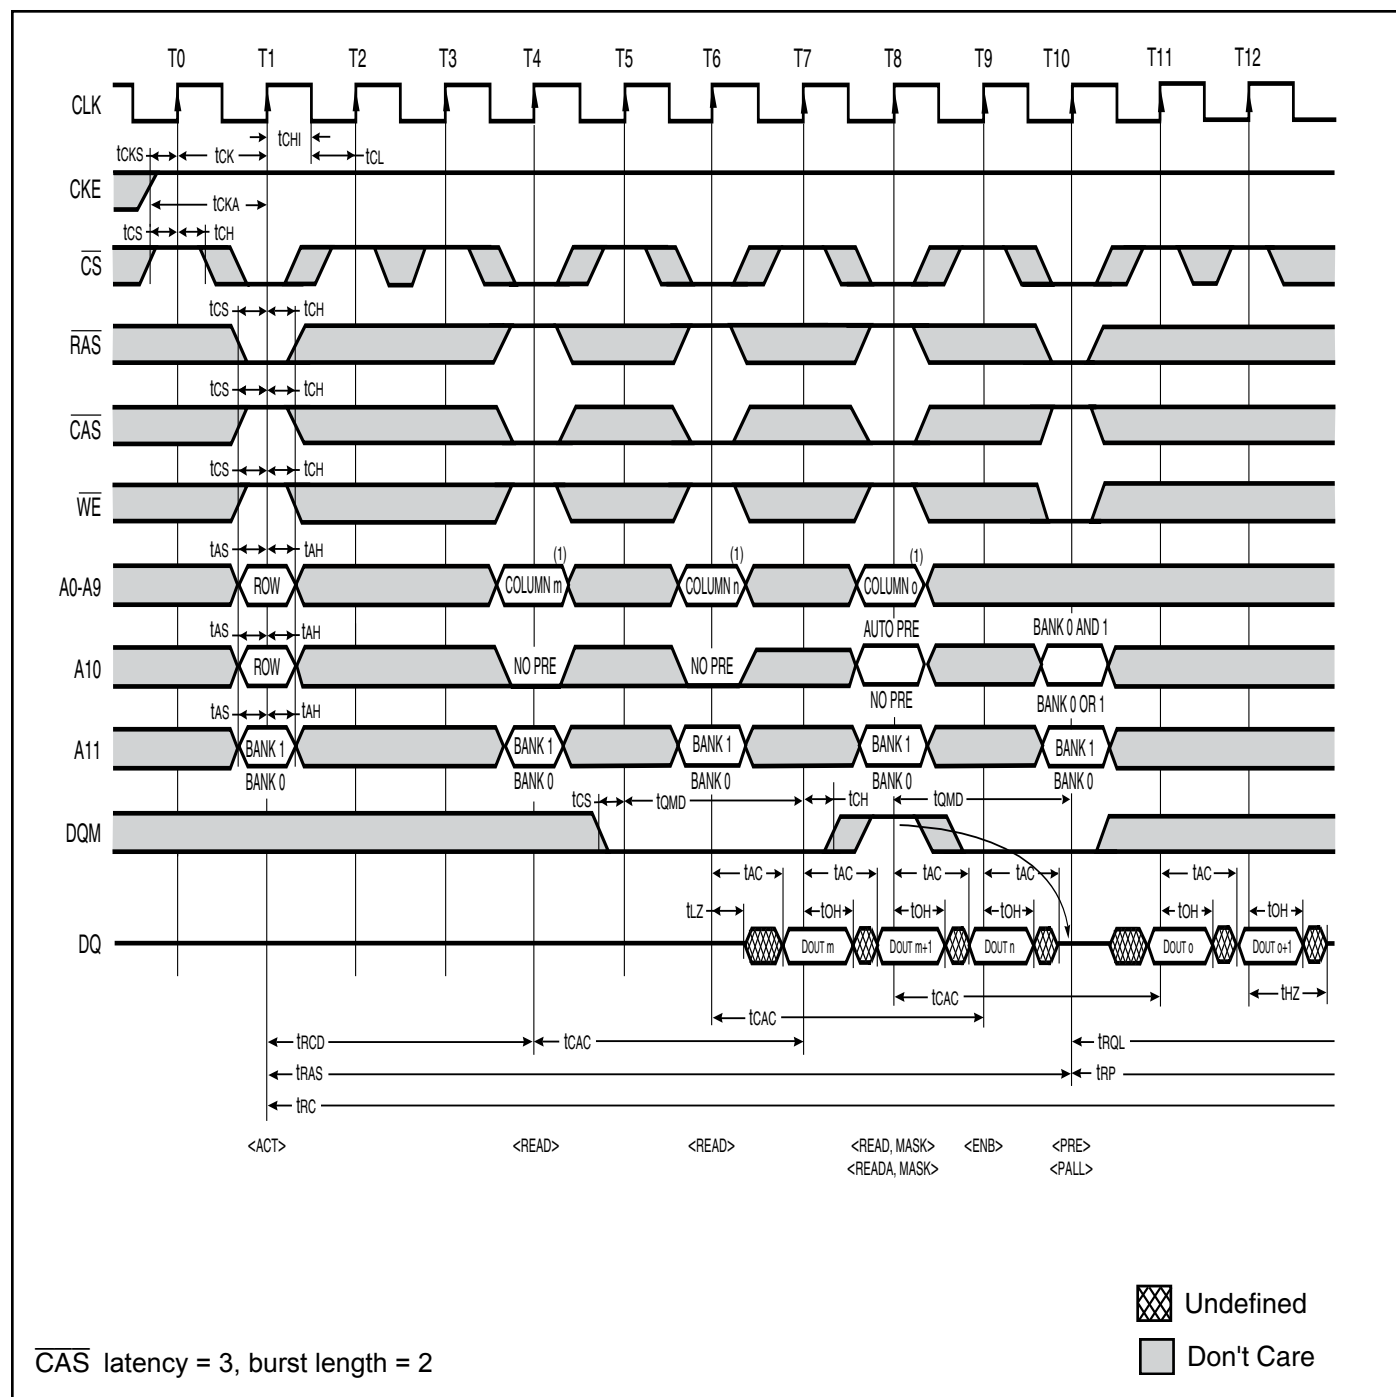 T0 T1 T2 T3 T4 T5 T6 T7 T8 T9 T10 T11 T12
CLK
tCHI
tCKS tCK tCL
CKE
tCKA
tCS tCH
CS
tCS tCH
RAS
tCS tCH
CAS
tCS tCH
WE
tAS tAH (1) (1) (1)
A0-A9 ROW COLUMN m COLUMN n COLUMN o
tAS tAH AUTO PRE BANK 0 AND 1
A10 ROW NO PRE NO PRE
tAS tAH NO PRE BANK 0 OR 1
A11 BANK 1 BANK 1 BANK 1 BANK 1 BANK 1
BANK 0 BANK 0 BANK 0 BANK 0 BANK 0
tCS tQMD tCH tQMD
DQM
tAC tAC tAC tAC tAC
tLZ tOH tOH tOH tOH tOH
DQ DOUT m DOUT m+1 DOUT n DOUT o DOUT o+1
tCAC tHZ
tCAC
tRCD tCAC tRQL
tRAS tRP
tRC
<ACT> <READ> <READ> <READ, MASK> <ENB> <PRE>
<READA, MASK> <PALL>
Undefined
Don't Care
CAS latency = 3, burst length = 2